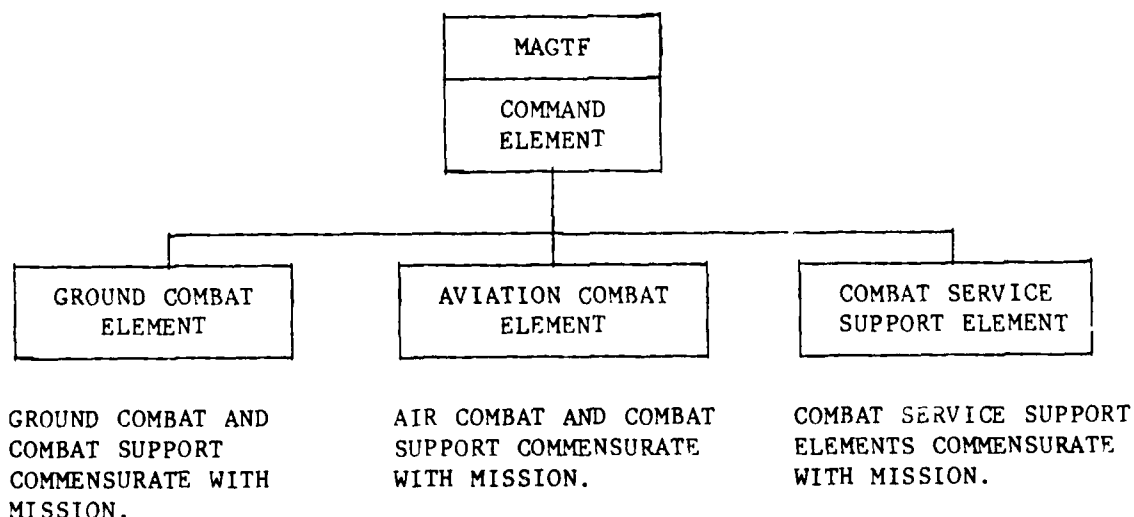 MAGTF
COMMAND
ELEMENT
GROUND COMBAT
ELEMENT
AVIATION COMBAT
ELEMENT
COMBAT SERVICE
SUPPORT ELEMENT
GROUND COMBAT AND
COMBAT SUPPORT
COMMENSURATE WITH
MISSION.
AIR COMBAT AND COMBAT
SUPPORT COMMENSURATE
WITH MISSION.
COMBAT SERVICE SUPPORT
ELEMENTS COMMENSURATE
WITH MISSION.